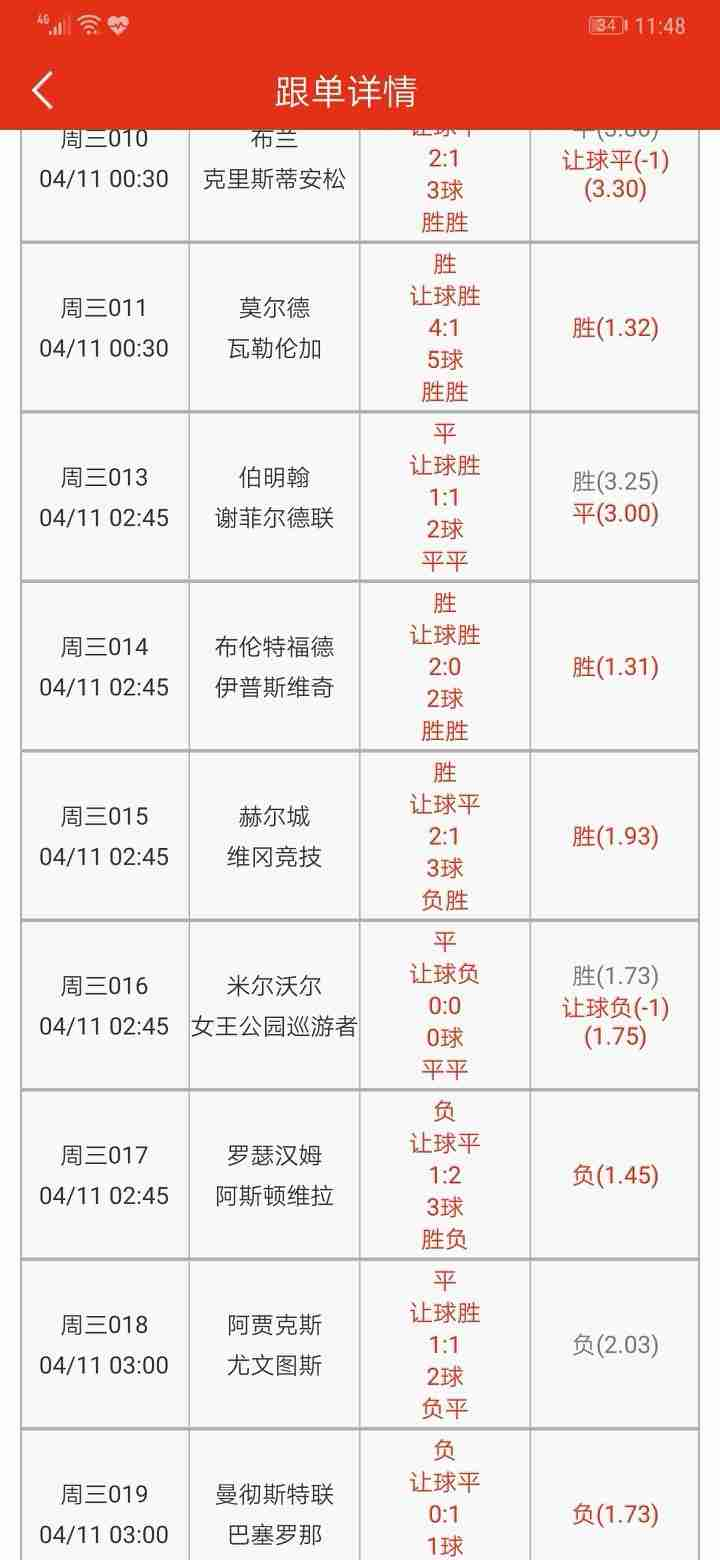 4G
34
11:48
跟单详情
周三010
04/11 00:30
布兰
克里斯蒂安松
2:1
3球
胜胜
让球平(-1)
(3.30)
周三011
04/11 00:30
莫尔德
瓦勒伦加
胜
让球胜
4:1
5球
胜胜
胜(1.32)
周三013
04/11 02:45
伯明翰
谢菲尔德联
平
让球胜
1:1
2球
平平
胜(3.25)
平(3.00)
周三014
04/11 02:45
布伦特福德
伊普斯维奇
胜
让球胜
2:0
2球
胜胜
胜(1.31)
周三015
04/11 02:45
赫尔城
维冈竞技
胜
让球平
2:1
3球
负胜
胜(1.93)
周三016
04/11 02:45
米尔沃尔
女王公园巡游者
平
让球负
0:0
0球
平平
胜(1.73)
让球负(-1)
(1.75)
周三017
04/11 02:45
罗瑟汉姆
阿斯顿维拉
负
让球平
1:2
3球
胜负
负(1.45)
周三018
04/11 03:00
阿贾克斯
尤文图斯
平
让球胜
1:1
2球
负平
负(2.03)
周三019
04/11 03:00
曼彻斯特联
巴塞罗那
负
让球平
0:1
1球
负(1.73)